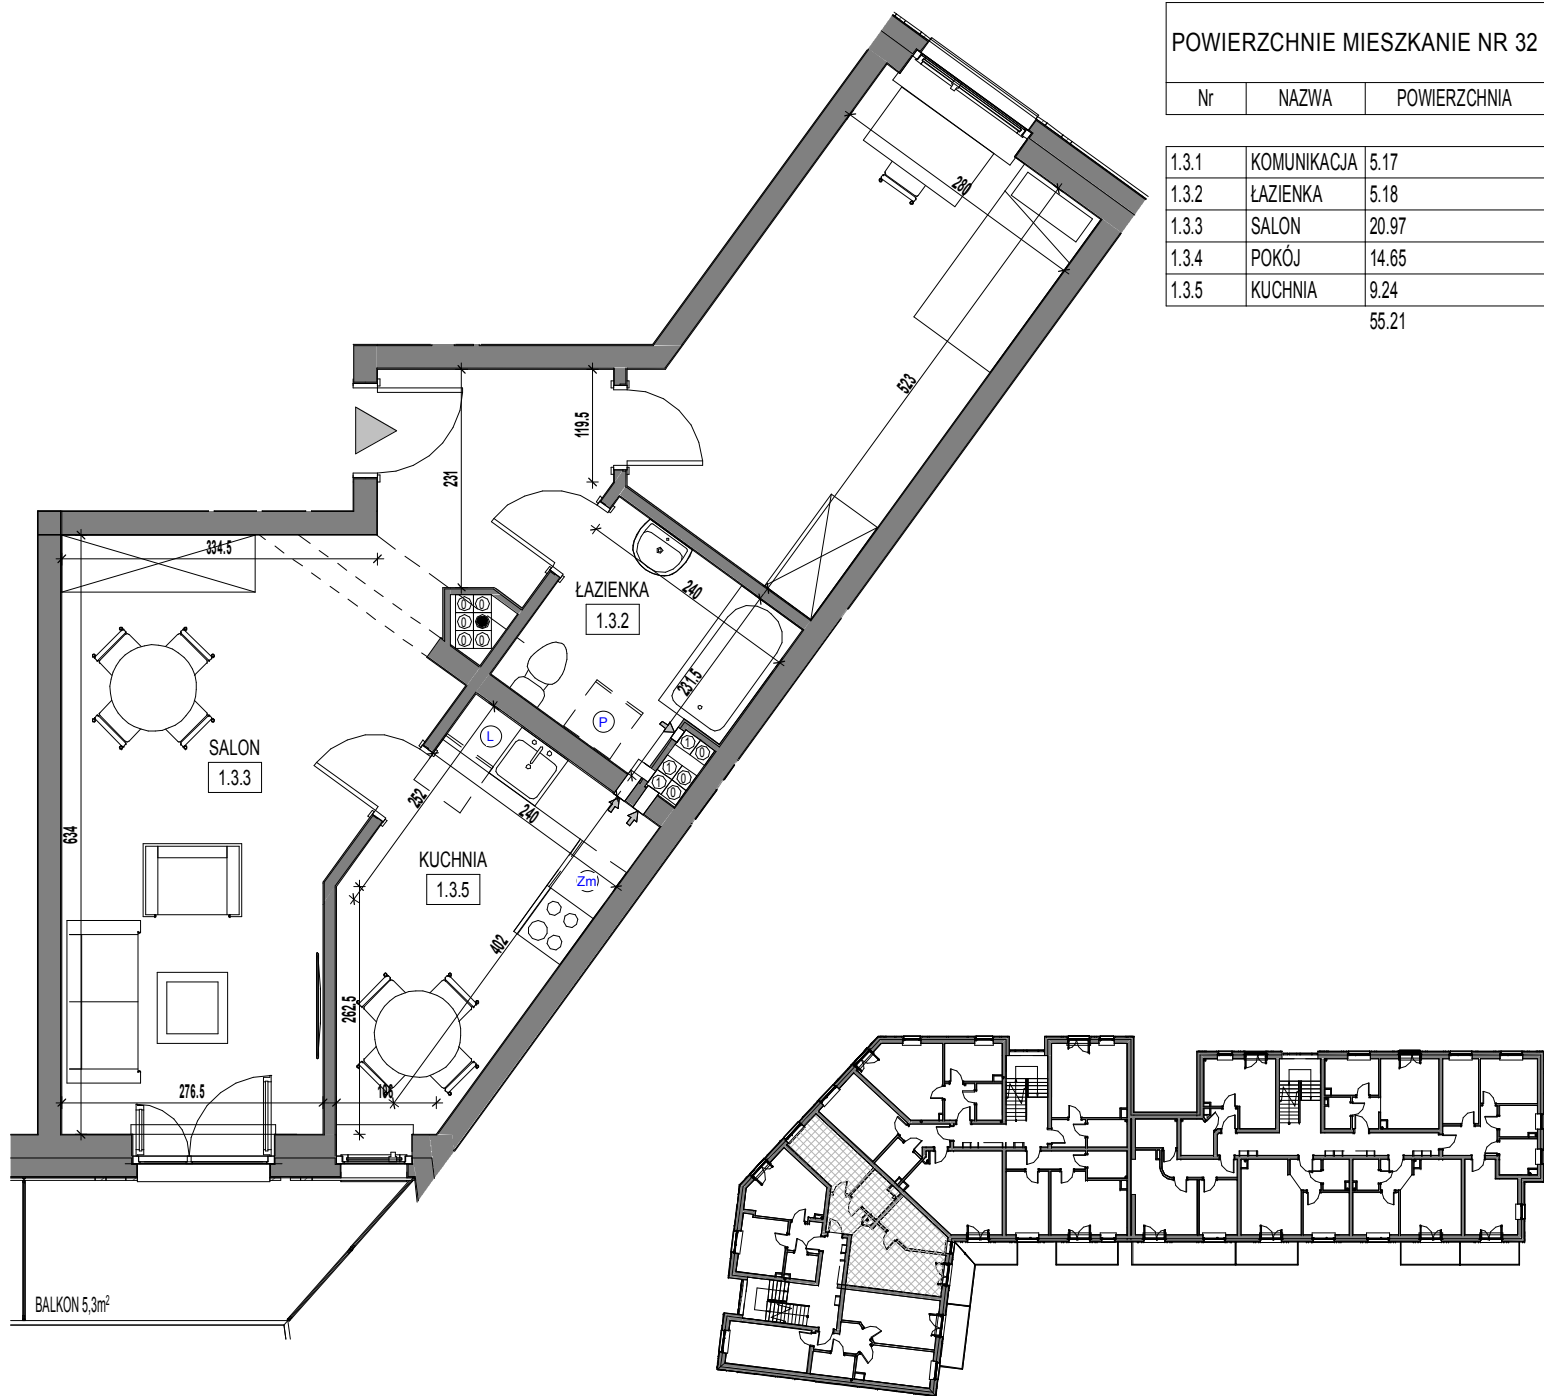 POWIERZCHNIE MIESZKANIE NR 32
Nr NAZWA POWIERZCHNIA
1.3.1 KOMUNIKACJA 5.17
1.3.2 ŁAZIENKA 5.18
1.3.3 SALON 20.97
1.3.4 POKÓJ 14.65
1.3.5 KUCHNIA 9.24
55.21
280
523
119.5
231
334.5
ŁAZIENKA
1.3.2
240
231.5
P
L
SALON
1.3.3
252
240
634
KUCHNIA
1.3.5
Zm
402
262.5
276.5
196
BALKON 5,3m²